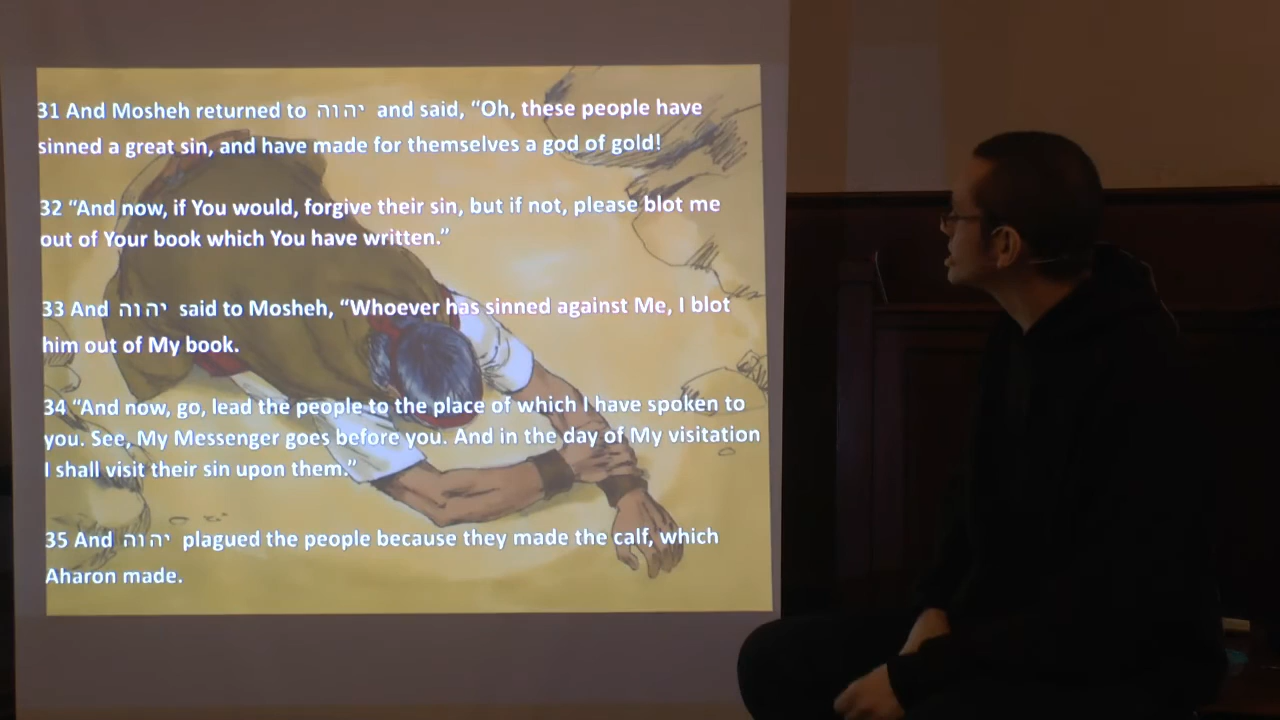 31 And Mosheh returned to יהוה and said, “Oh, these people have
sinned a great sin, and have made for themselves a god of gold!
32 “And now, if You would, forgive their sin, but if not, please blot me
out of Your book which You have written.”
33 And יהוה said to Mosheh, “Whoever has sinned against Me, I blot
him out of My book.
34 “And now, go, lead the people to the place of which I have spoken to
you. See, My Messenger goes before you. And in the day of My visitation
I shall visit their sin upon them.”
35 And יהוה plagued the people because they made the calf, which
Aharon made.